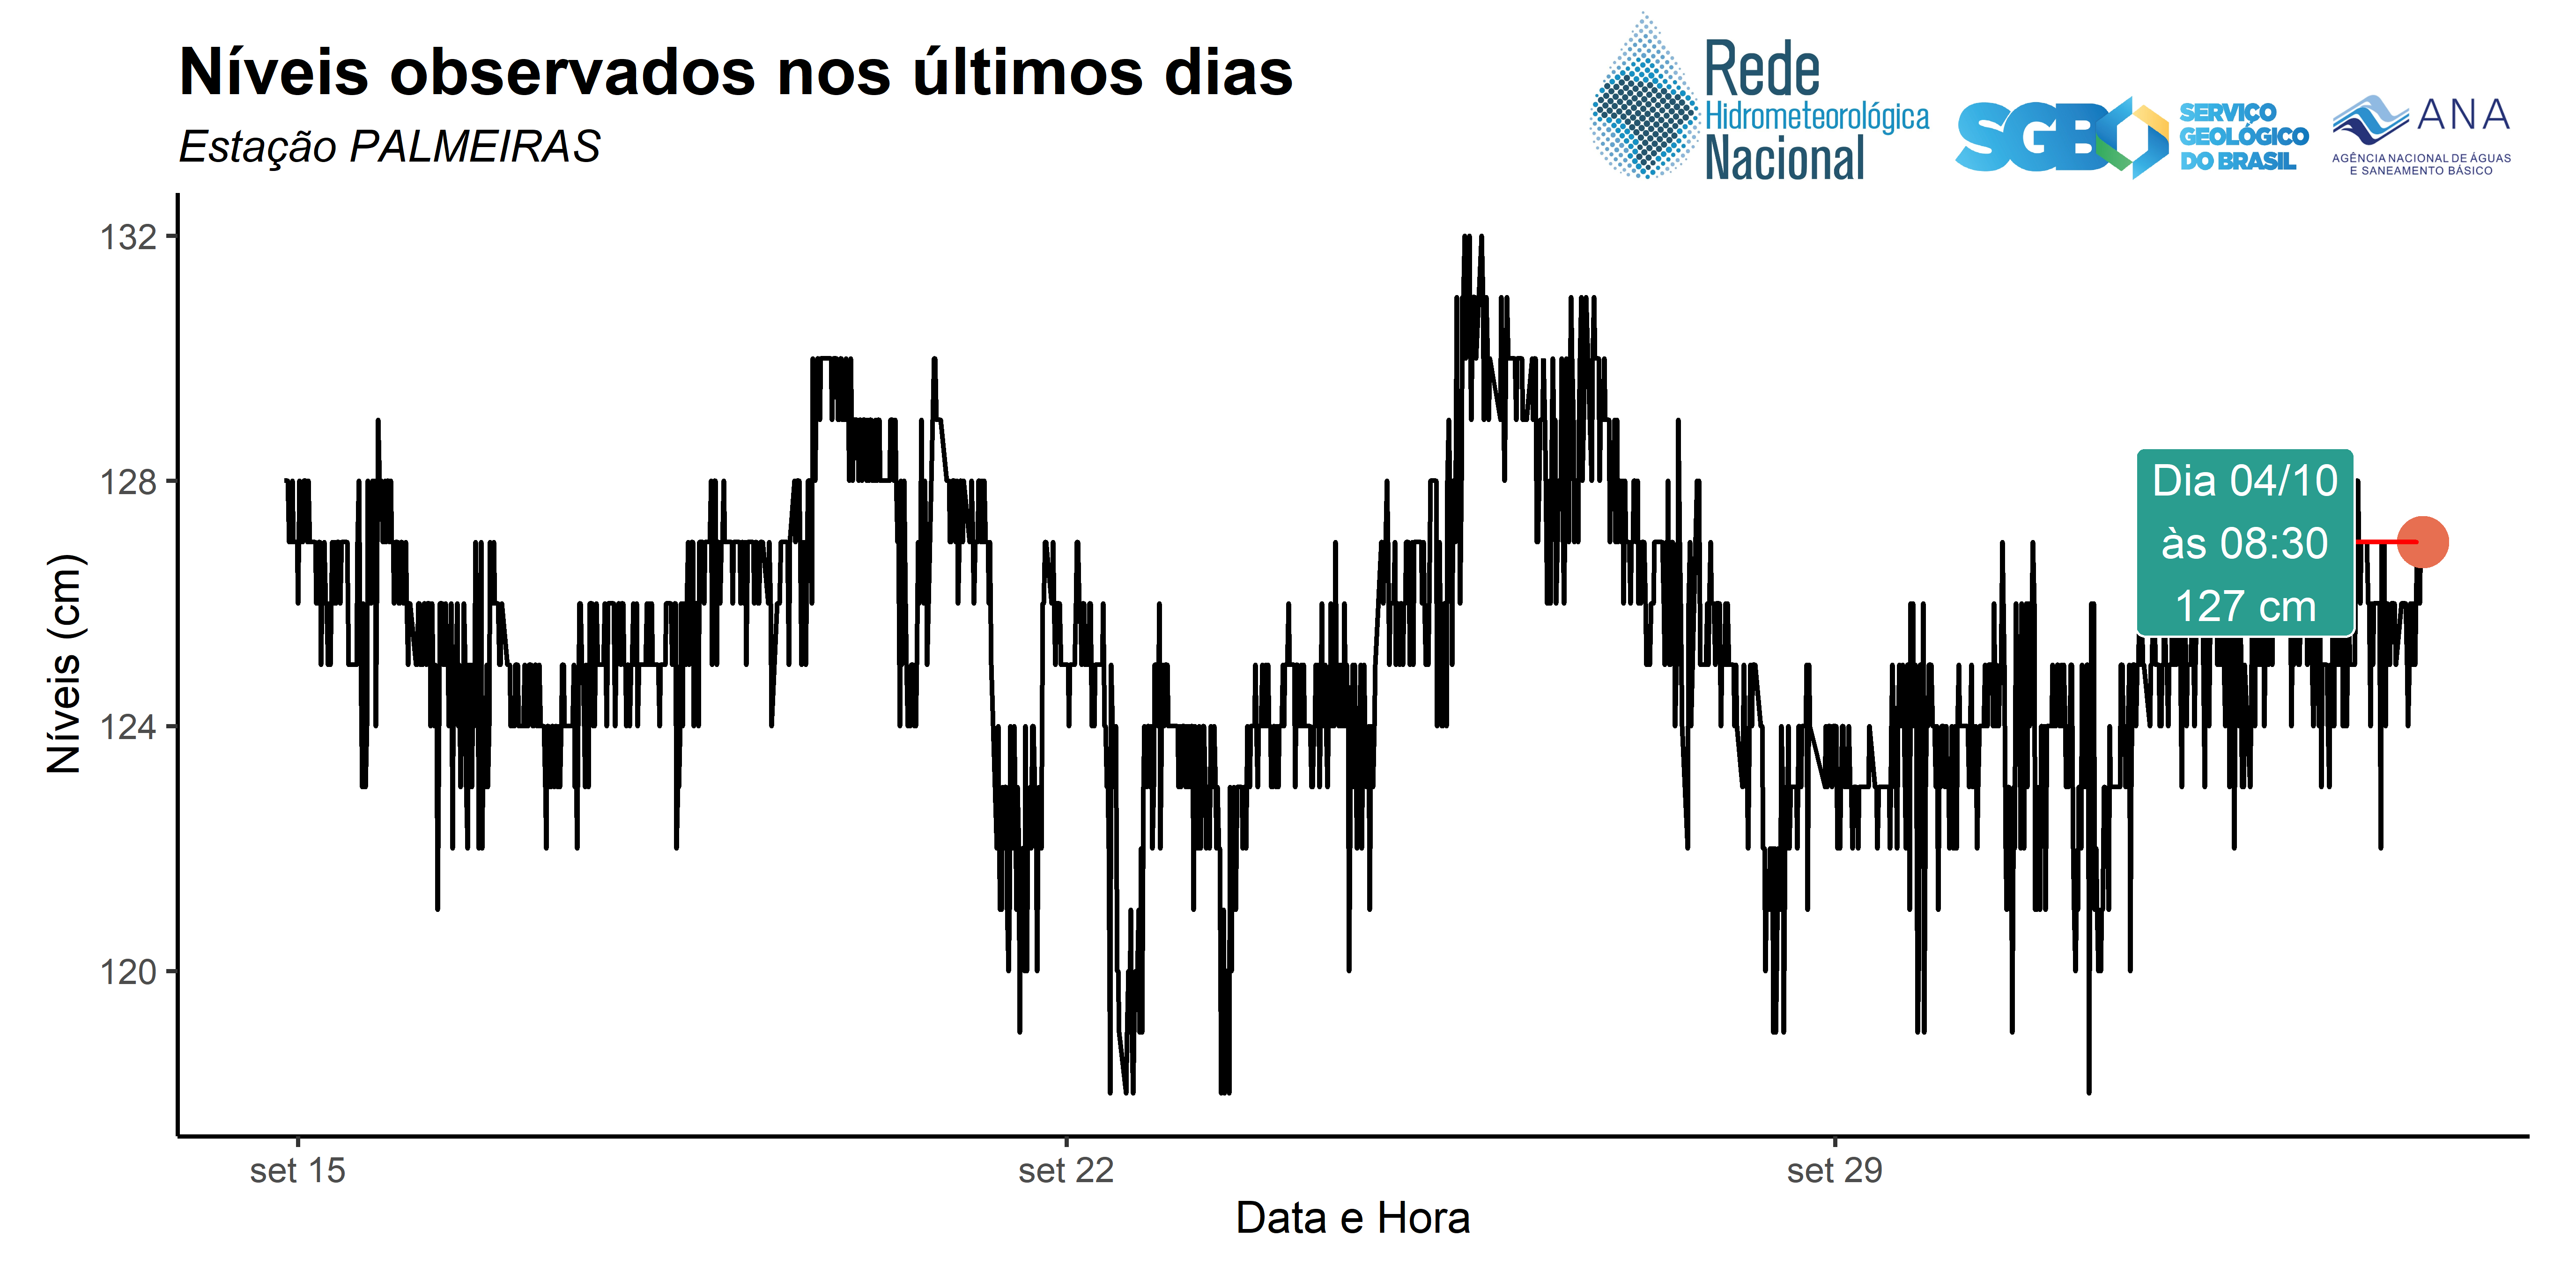 Níveis observados nos últimos dias
Estação PALMEIRAS
Rede
Hidrometeorológica
Nacional
SGB
SERVIÇO
GEOLÓGICO
DO BRASIL
ANA
AGÊNCIA NACIONAL DE ÁGUAS
E SANEAMENTO BÁSICO
Níveis (cm)
132
128
124
120
Dia 04/10
às 08:30
127 cm
set 15
set 22
set 29
Data e Hora